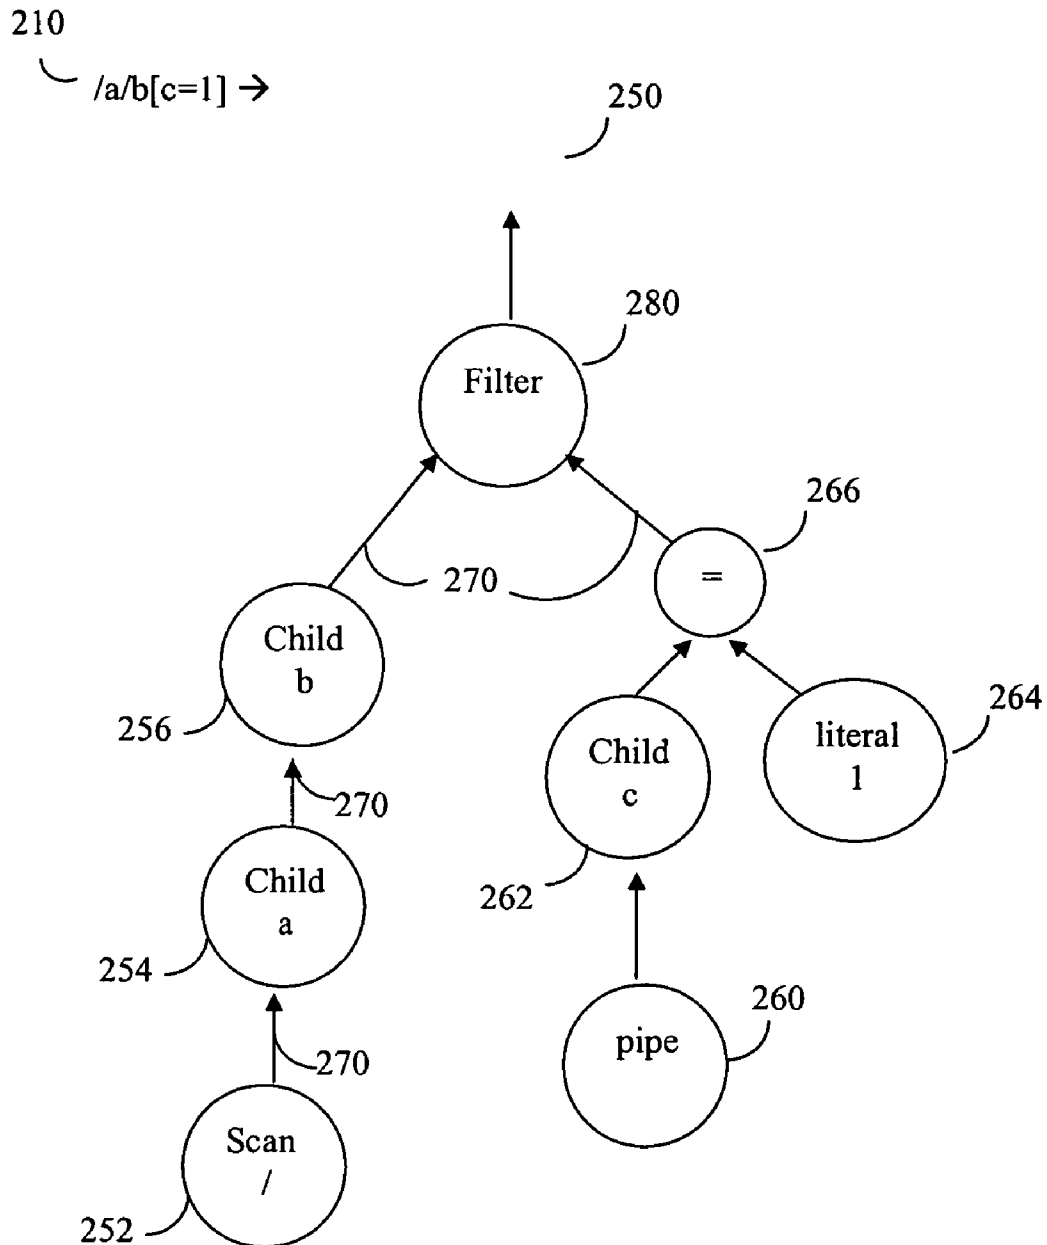 210
/a/b[c=1] →
250
280
Filter
266
=
270
Child
b
256
264
literal
1
Child
c
270
262
Child
a
254
260
pipe
270
Scan
/
252